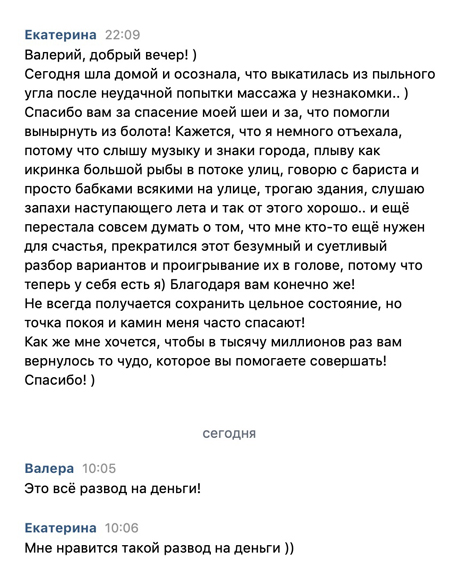 Екатерина 22:09
Валерий, добрый вечер! )
Сегодня шла домой и осознала, что выкатилась из пыльного
угла после неудачной попытки массажа у незнакомки.. )
Спасибо вам за спасение моей шеи и за, что помогли
вынырнуть из болота! Кажется, что я немного отъехала,
потому что слышу музыку и знаки города, плыву как
икринка большой рыбы в потоке улиц, говорю с бариста и
просто бабками всякими на улице, трогаю здания, слушаю
запахи наступающего лета и так от этого хорошо.. и ещё
перестала совсем думать о том, что мне кто-то ещё нужен
для счастья, прекратился этот безумный и суетливый
разбор вариантов и проигрывание их в голове, потому что
теперь у себя есть я) Благодаря вам конечно же!
Не всегда получается сохранить цельное состояние, но
точка покоя и камин меня часто спасают!
Как же мне хочется, чтобы в тысячу миллионов раз вам
вернулось то чудо, которое вы помогаете совершать!
Спасибо! )
сегодня
Валера 10:05
Это всё развод на деньги!
Екатерина 10:06
Мне нравится такой развод на деньги ))